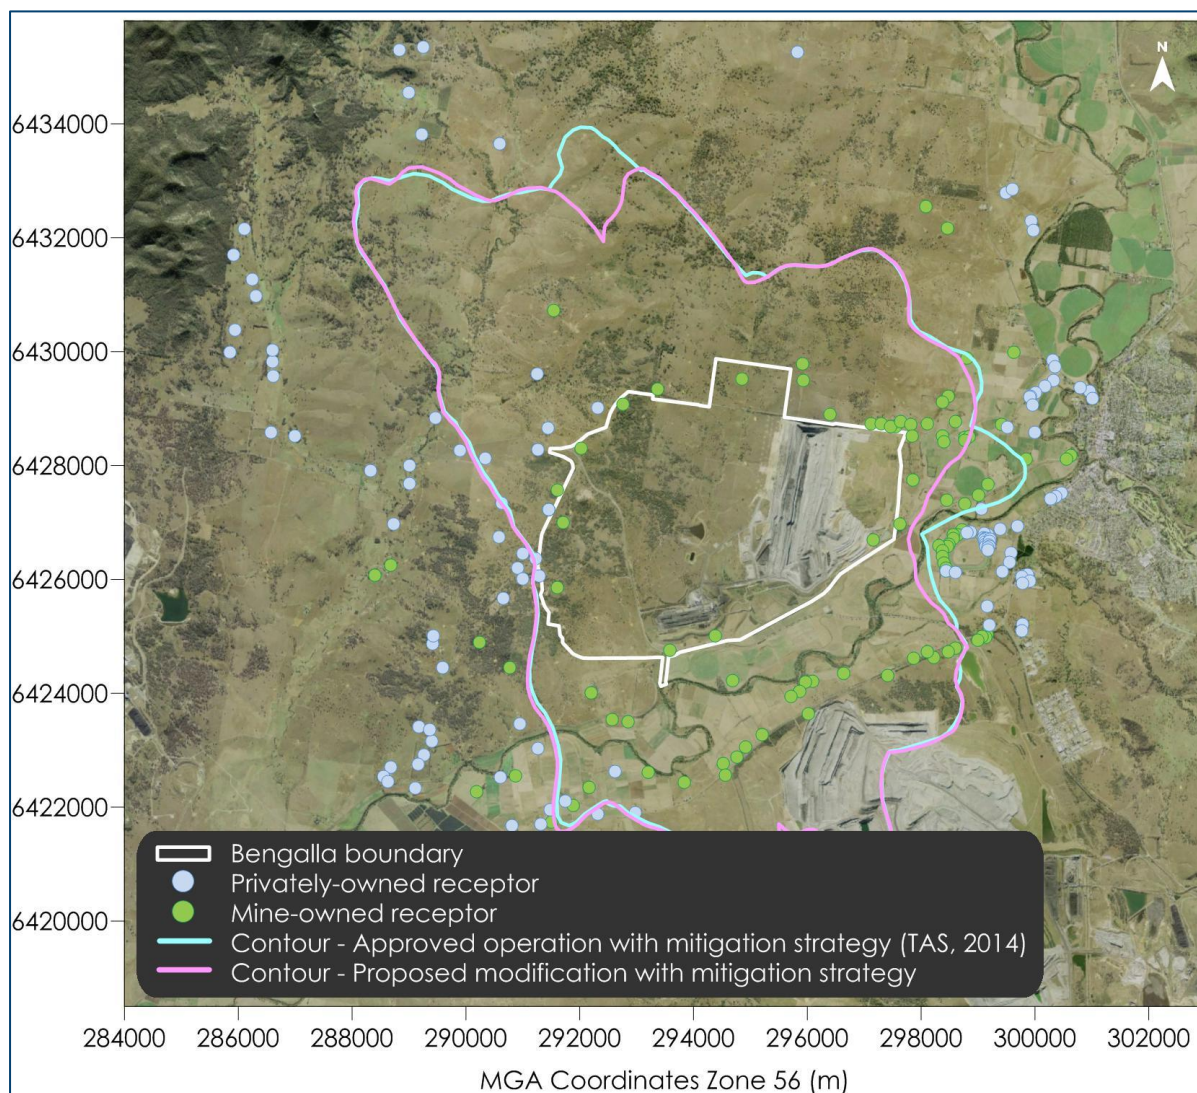 N
6434000
6432000
6430000
6428000
6426000
6424000
6422000
6420000
Bengalla boundary
Privately-owned receptor
Mine-owned receptor
Contour - Approved operation with mitigation strategy (TAS, 2014)
Contour - Proposed modification with mitigation strategy
284000 286000 288000 290000 292000 294000 296000 298000 300000 302000
MGA Coordinates Zone 56 (m)